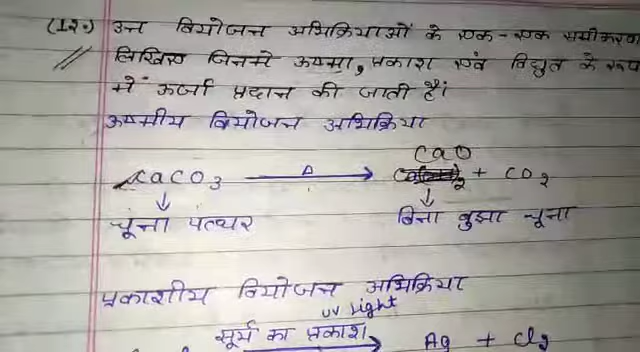 (12.) उन वियोजन अभिक्रियाओं के एक-एक समीकरण
लिखिए जिनमे ऊष्मा, प्रकाश एवं विद्युत के रूप
में ऊर्जा प्रदान की जाती है।
ऊष्मीय वियोजन अभिक्रिया
CaO
CaCO3 Δ + CO2
चूना पत्थर बिना बुझा चूना
प्रकाशीय वियोजन अभिक्रिया
UV Light
सूर्य का प्रकाश Ag + Cl2